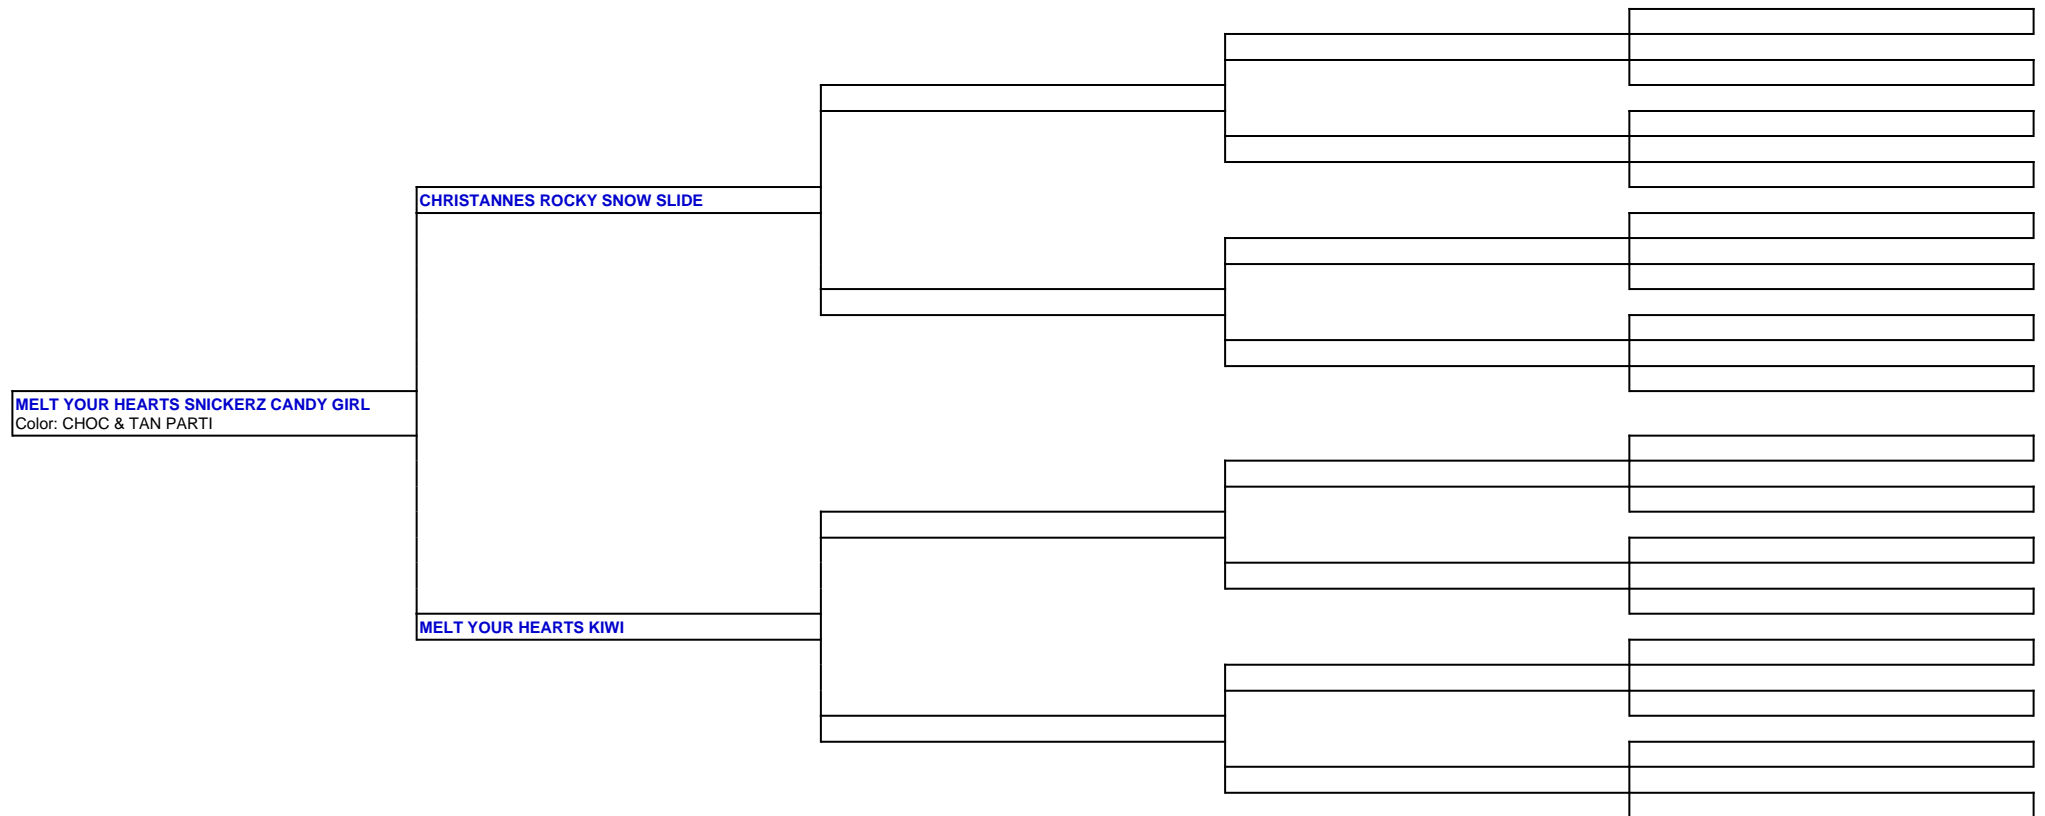 CHRISTANNES ROCKY SNOW SLIDE
MELT YOUR HEARTS SNICKERZ CANDY GIRL
Color: CHOC & TAN PARTI
MELT YOUR HEARTS KIWI